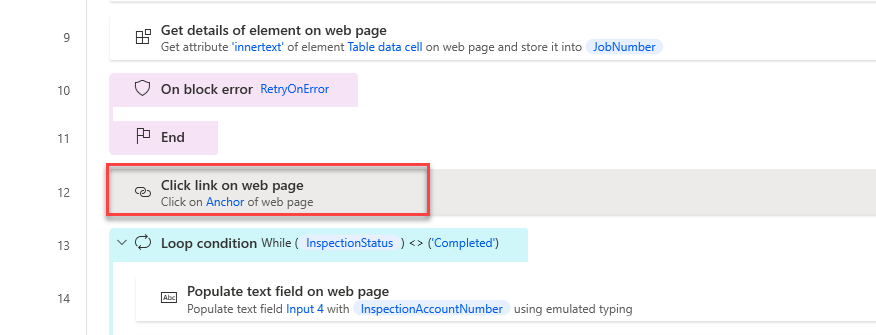 9
Get details of element on web page
Get attribute 'innertext' of element Table data cell on web page and store it into JobNumber
10
On block error RetryOnError
11
End
12
Click link on web page
Click on Anchor of web page
13
Loop condition While ( InspectionStatus ) <> ('Completed')
14
Abc
Populate text field on web page
Populate text field Input 4 with InspectionAccountNumber using emulated typing